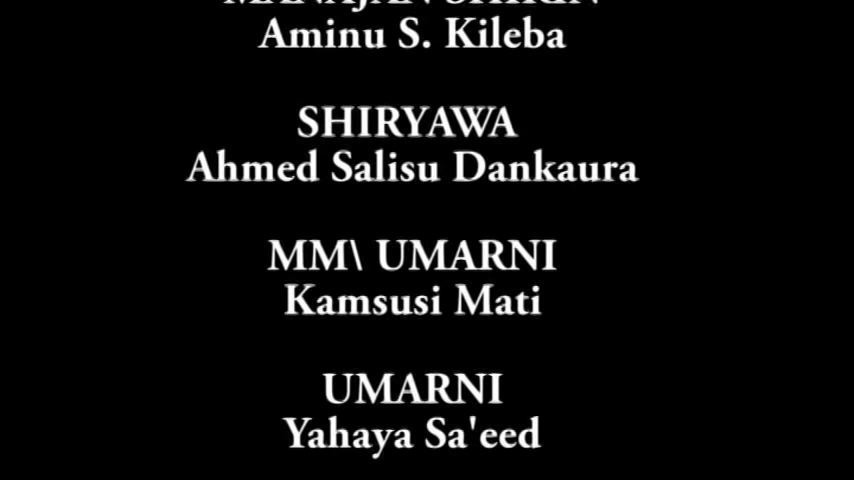 Aminu S. Kileba
SHIRYAWA
Ahmed Salisu Dankaura
MM\ UMARNI
Kamsusi Mati
UMARNI
Yahaya Sa'eed